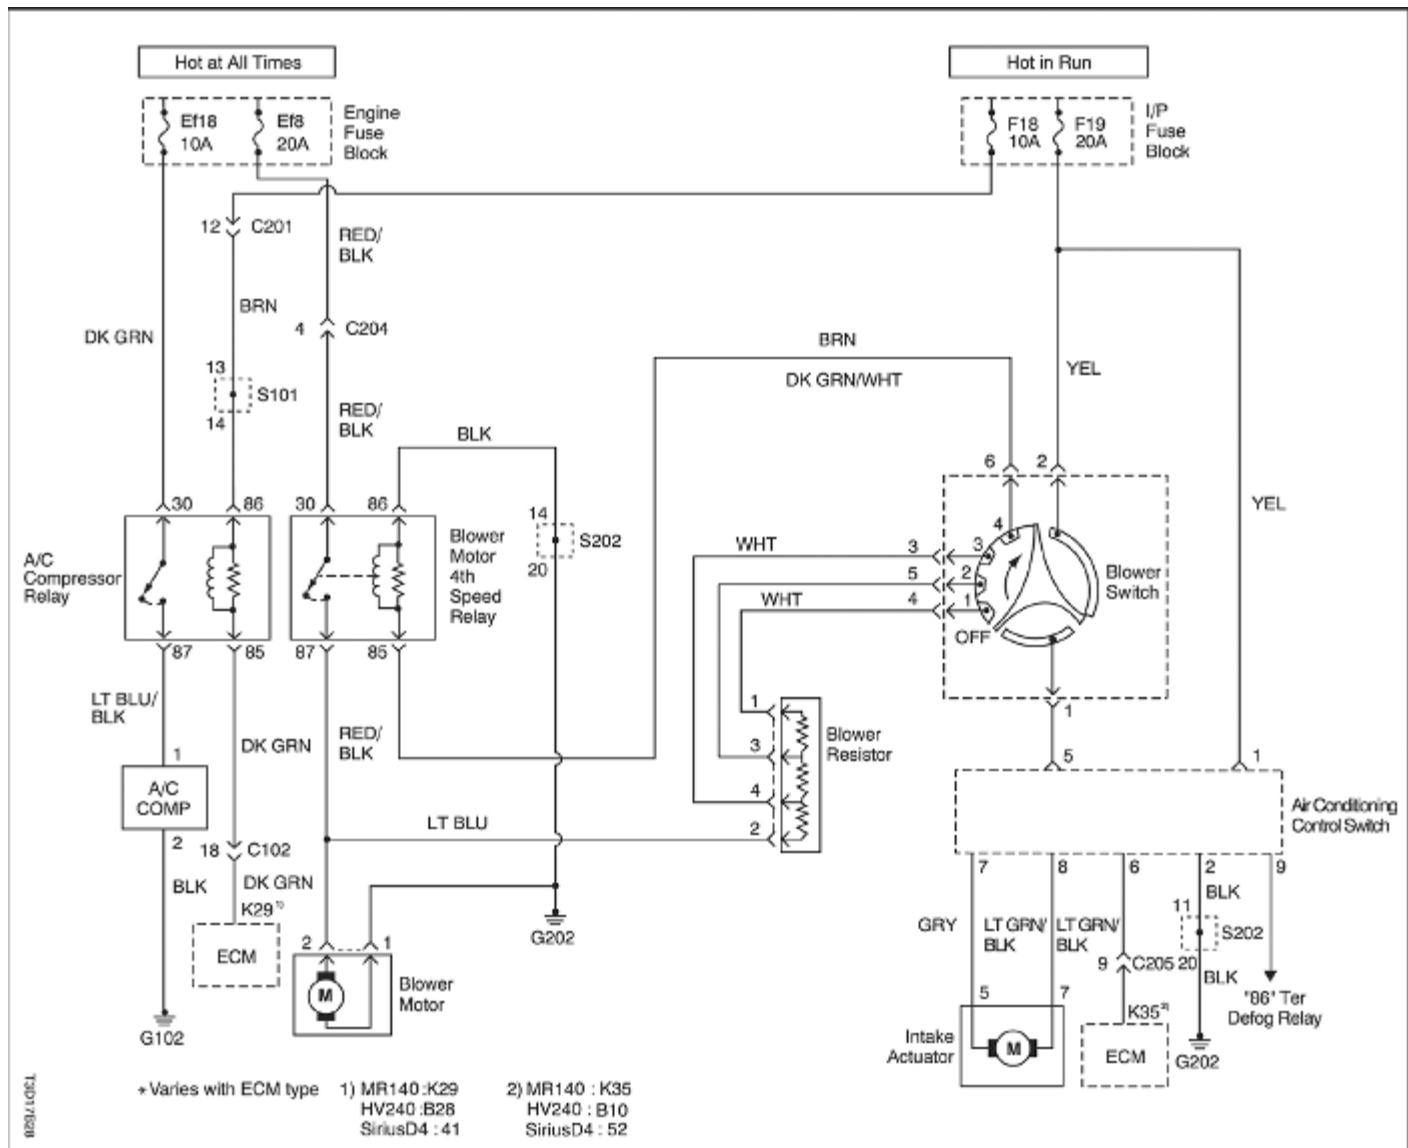 Hot at All Times
Hot in Run
Ef18
10A
Ef8
20A
Engine
Fuse
Block
F18
10A
F19
20A
I/P
Fuse
Block
12
C201
RED/
BLK
BRN
4
C204
DK GRN
BRN
DK GRN/WHT
YEL
13
S101
14
RED/
BLK
BLK
6
2
YEL
30
86
30
86
A/C
Compressor
Relay
Blower
Motor
4th
Speed
Relay
14
S202
20
WHT
3
5
WHT
4
4
3
2
1
OFF
Blower
Switch
87
85
87
85
LT BLU/
BLK
DK GRN
RED/
BLK
1
3
4
2
Blower
Resistor
1
5
1
1
A/C
COMP
2
LT BLU
Air Conditioning
Control Switch
18
C102
BLK
DK GRN
K29 1)
ECM
2
1
M
Blower
Motor
G202
7
8
6
2
9
GRY
LT GRN/
BLK
LT GRN/
BLK
BLK
11
S202
9
C205
20
BLK
5
7
K35 2)
"86" Ter
Defog Relay
G102
Intake
Actuator
M
ECM
G202
* Varies with ECM type
1) MR140 :K29
HV240 :B28
SiriusD4 : 41
2) MR140 : K35
HV240 : B10
SiriusD4 : 52
T3D17B28